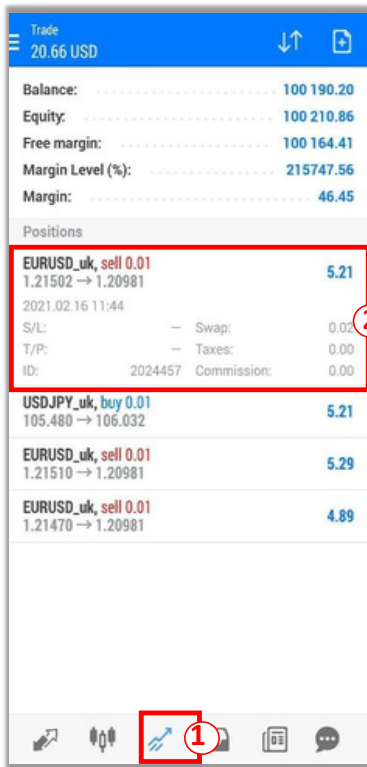 Trade
20.66 USD
Balance: 100 190.20
Equity: 100 210.86
Free margin: 100 164.41
Margin Level (%): 215747.56
Margin: 46.45
Positions
EURUSD_uk, sell 0.01 5.21
1.21502 → 1.20981
2021.02.16 11:44
S/L: – Swap: 0.02
T/P: – Taxes: 0.00
ID: 2024457 Commission: 0.00
2
USDJPY_uk, buy 0.01 5.21
105.480 → 106.032
EURUSD_uk, sell 0.01 5.29
1.21510 → 1.20981
EURUSD_uk, sell 0.01 4.89
1.21470 → 1.20981
1